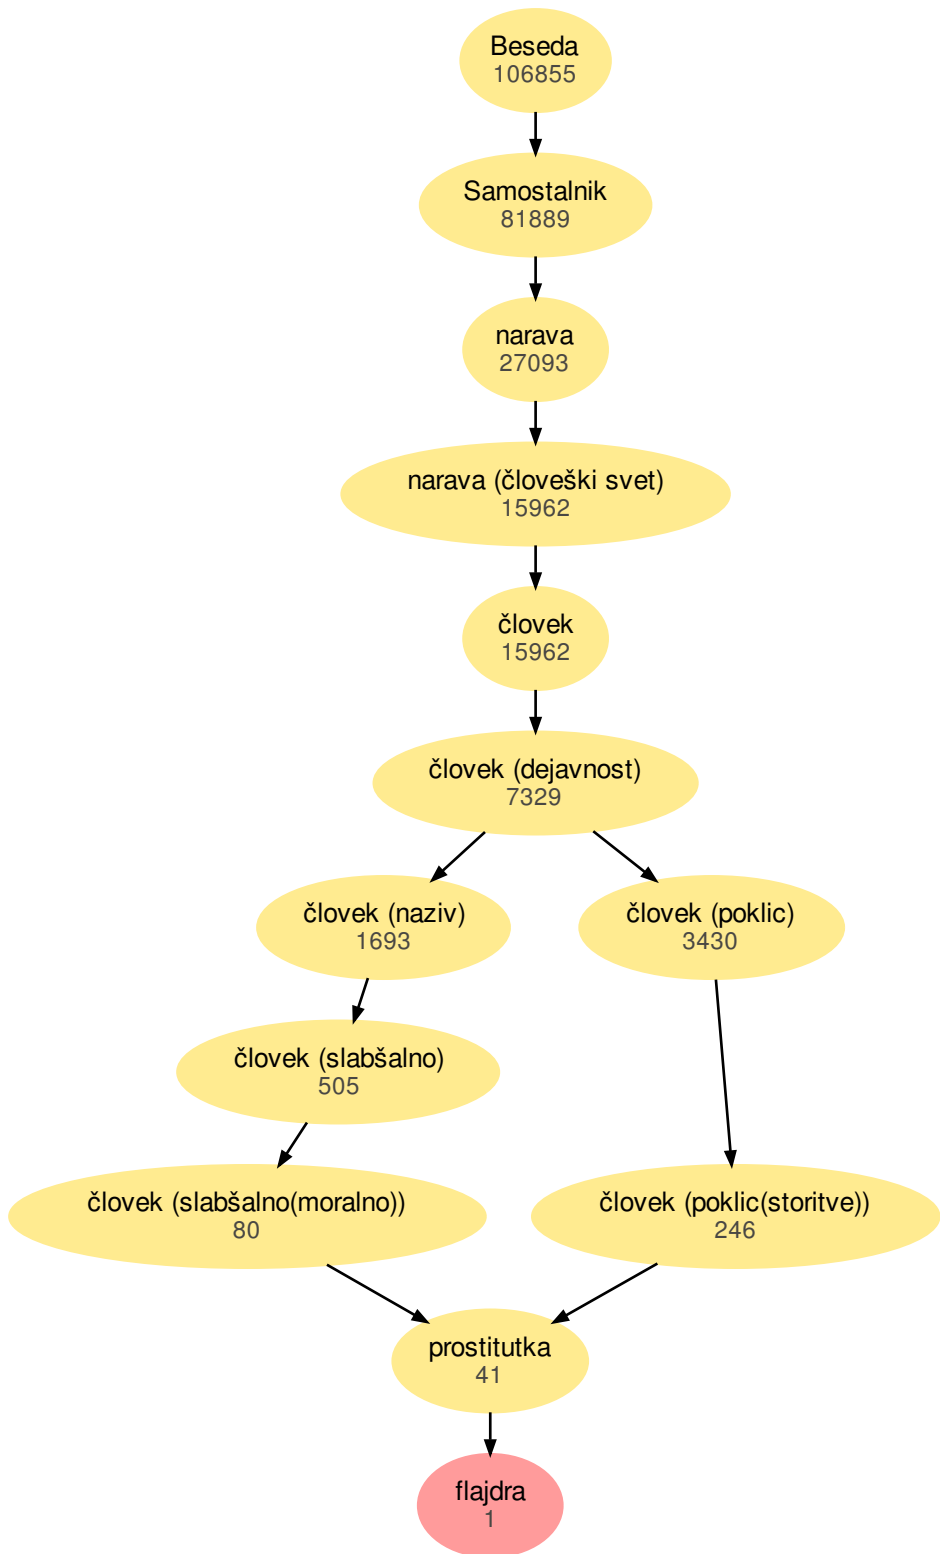 Beseda
106855
Samostalnik
81889
narava
27093
narava (človeški svet)
15962
človek
15962
človek (dejavnost)
7329
človek (naziv)
1693
človek (poklic)
3430
človek (slabšalno)
505
človek (slabšalno(moralno))
80
človek (poklic(storitve))
246
prostitutka
41
flajdra
1